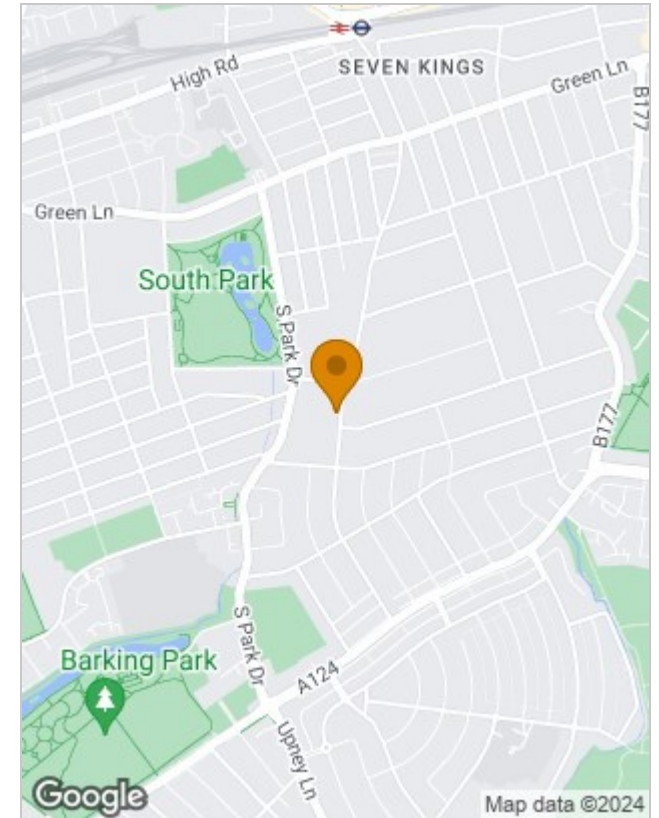 High Rd
SEVEN KINGS
Green Ln
B177
Green Ln
South Park
S Park Dr
B177
S Park Dr
Barking Park
A124
Upney Ln
Google
Map data ©2024